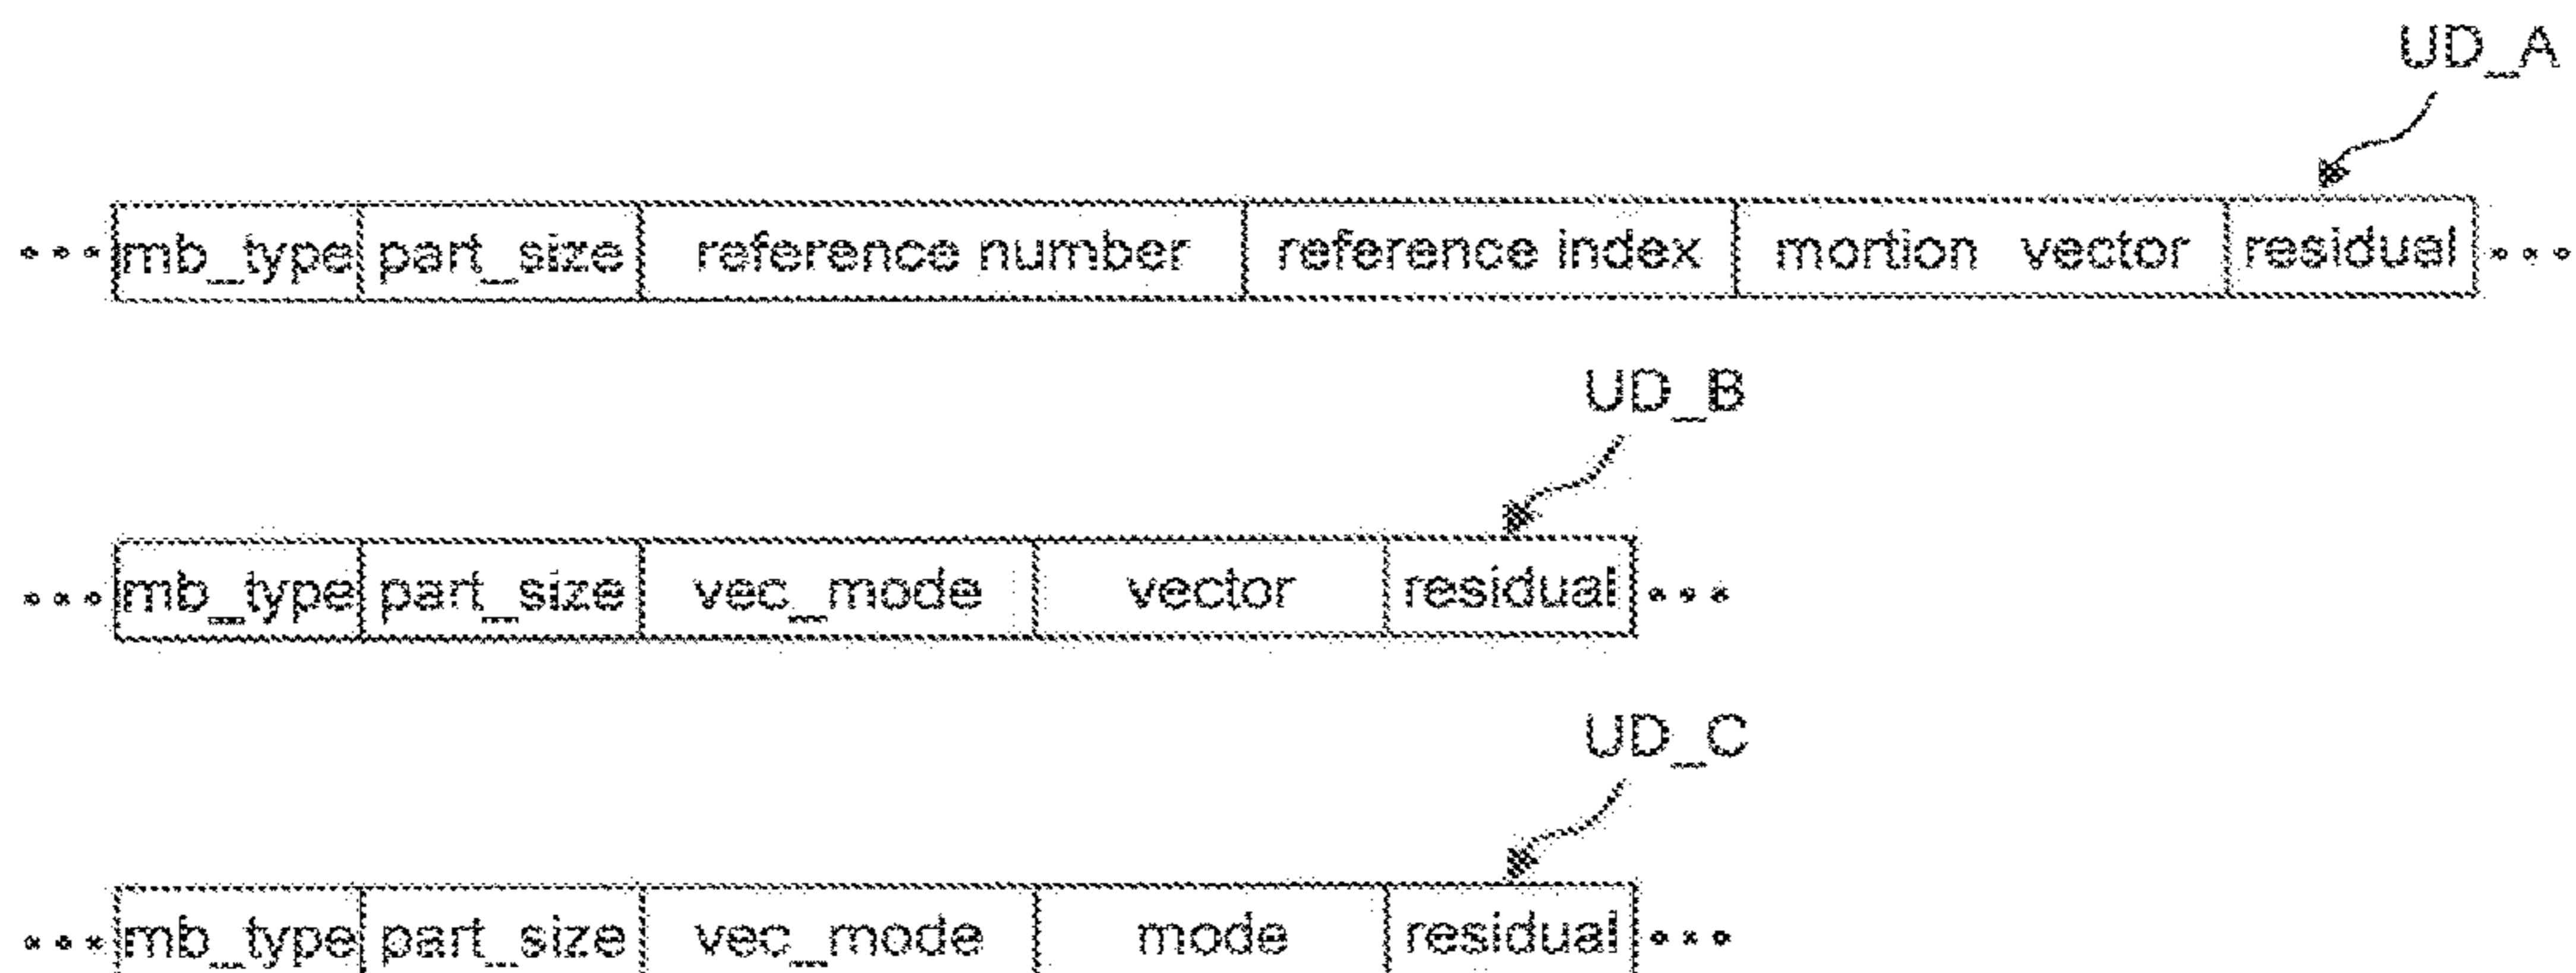 UD_A
mb_type part_size reference number reference index mortion vector residual
UD_B
mb_type part_size vec_mode vector residual
UD_C
mb_type part_size vec_mode mode residual